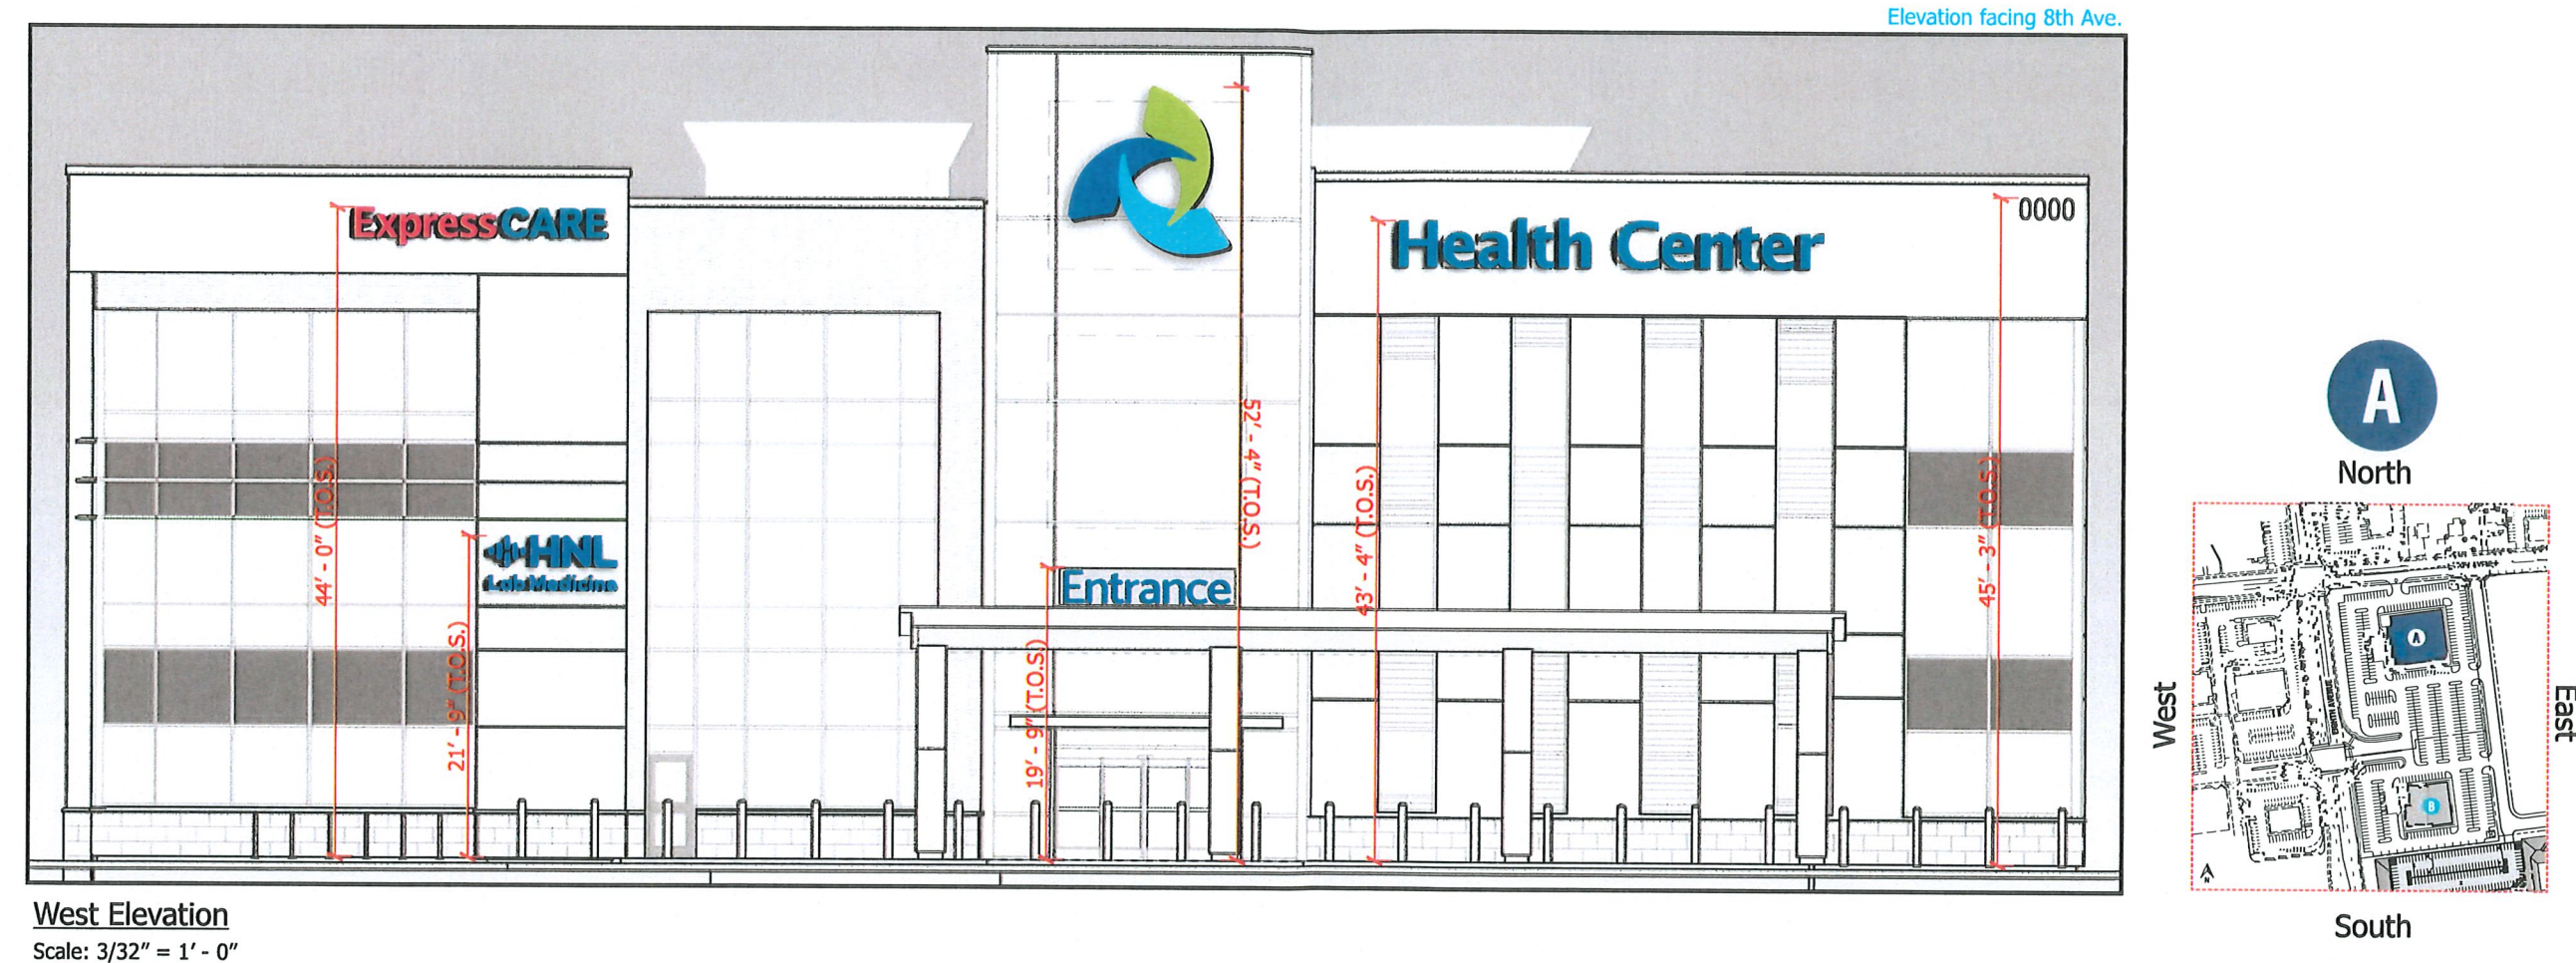 Elevation facing 8th Ave.
ExpressCARE
Health Center
0000
44' - 0" (T.O.S.)
HNL
Lab Medicine
21' - 9" (T.O.S.)
Entrance
19' - 9" (T.O.S.)
52' - 4" (T.O.S.)
43' - 4" (T.O.S.)
45' - 3" (T.O.S.)
A
North
West
East
A
B
N
South
West Elevation
Scale: 3/32" = 1' - 0"